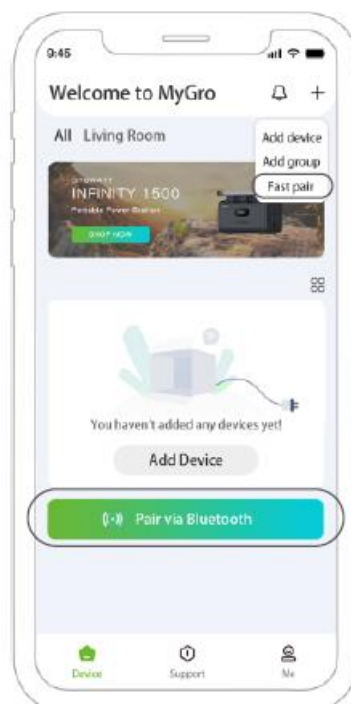 9:45
Welcome to MyGro
All Living Room
Add device
Add group
Fast pair
GROWATT
INFINITY 1500
Portable Power Station
SHOP NOW
You haven't added any devices yet!
Add Device
Pair via Bluetooth
Device Support Me